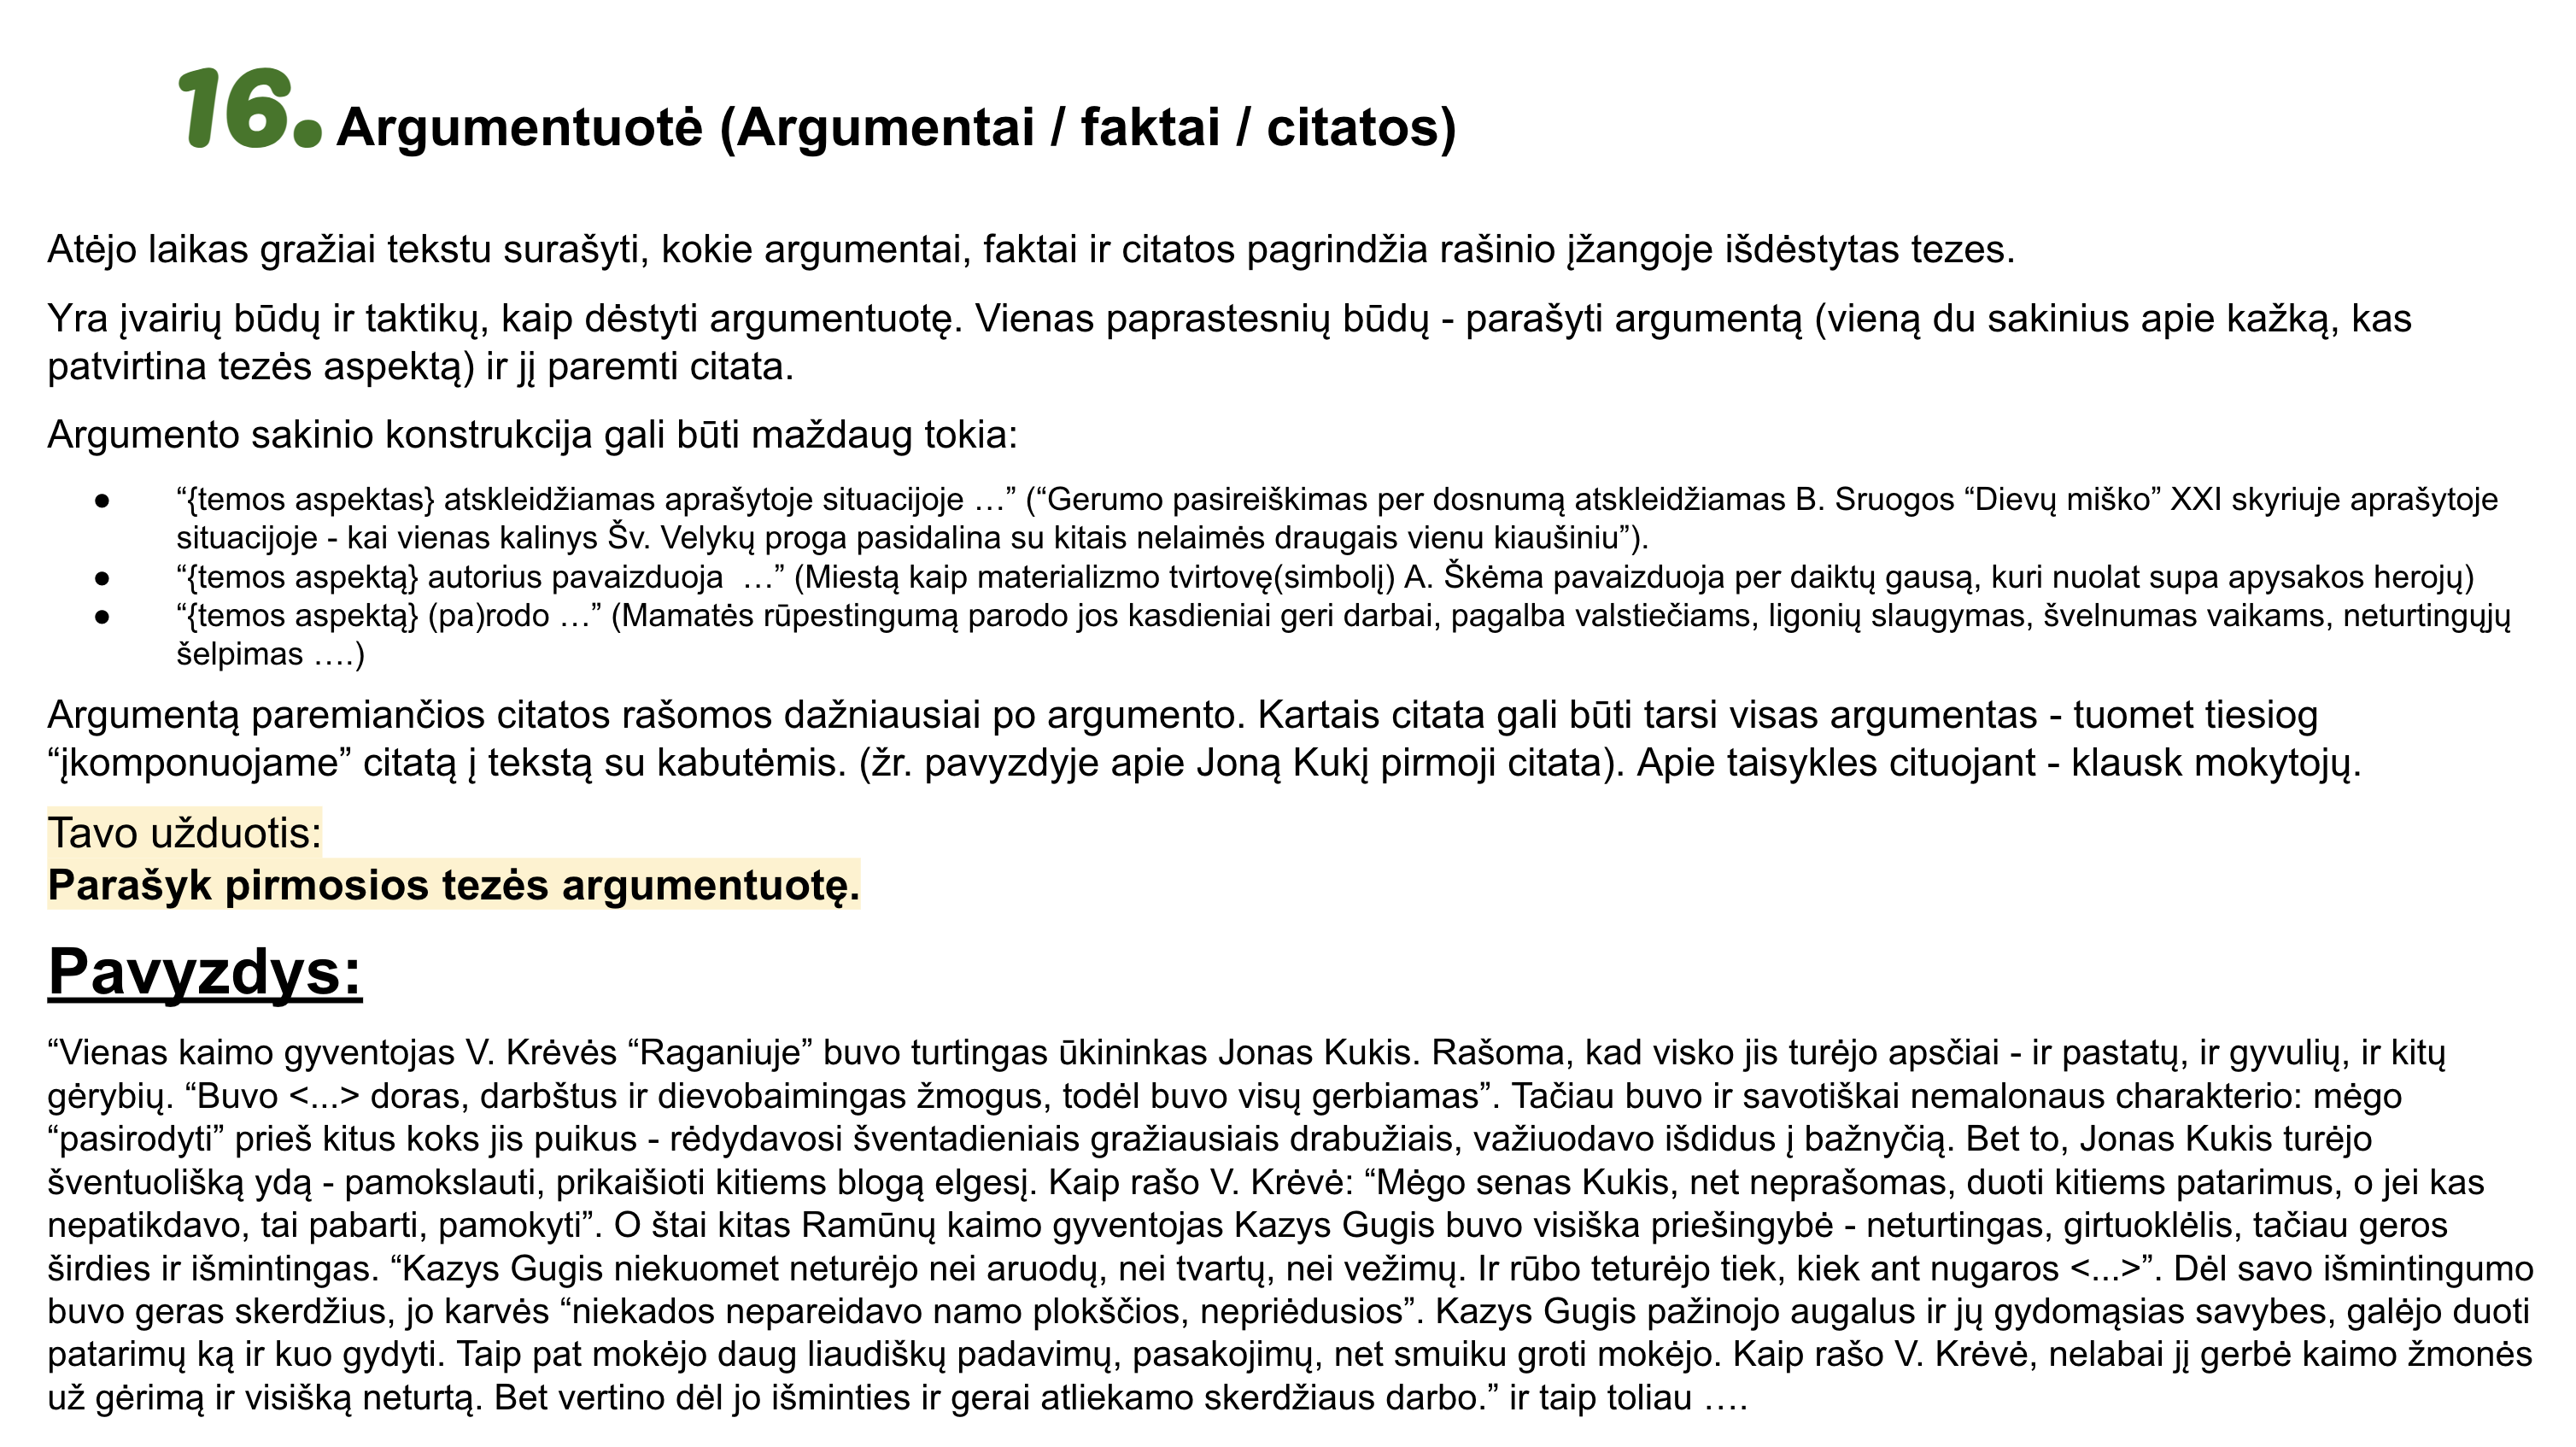 16. Argumentuotė (Argumentai / faktai / citatos)
Atėjo laikas gražiai tekstu surašyti, kokie argumentai, faktai ir citatos pagrindžia rašinio įžangoje išdėstytas tezes.
Yra įvairių būdų ir taktikų, kaip dėstyti argumentuotę. Vienas paprastesnių būdų - parašyti argumentą (vieną du sakinius apie kažką, kas
patvirtina tezės aspektą) ir jį paremti citata.
Argumento sakinio konstrukcija gali būti maždaug tokia:
● “{temos aspektas} atskleidžiamas aprašytoje situacijoje …” (“Gerumo pasireiškimas per dosnumą atskleidžiamas B. Sruogos “Dievų miško” XXI skyriuje aprašytoje
situacijoje - kai vienas kalinys Šv. Velykų proga pasidalina su kitais nelaimės draugais vienu kiaušiniu”).
● “{temos aspektą} autorius pavaizduoja …” (Miestą kaip materializmo tvirtovę(simbolį) A. Škėma pavaizduoja per daiktų gausą, kuri nuolat supa apysakos herojų)
● “{temos aspektą} (pa)rodo …” (Mamatės rūpestingumą parodo jos kasdieniai geri darbai, pagalba valstiečiams, ligonių slaugymas, švelnumas vaikams, neturtingųjų
šelpimas ….)
Argumentą paremiančios citatos rašomos dažniausiai po argumento. Kartais citata gali būti tarsi visas argumentas - tuomet tiesiog
“įkomponuojame” citatą į tekstą su kabutėmis. (žr. pavyzdyje apie Joną Kukį pirmoji citata). Apie taisykles cituojant - klausk mokytojų.
Tavo užduotis:
Parašyk pirmosios tezės argumentuotę.
Pavyzdys:
“Vienas kaimo gyventojas V. Krėvės “Raganiuje” buvo turtingas ūkininkas Jonas Kukis. Rašoma, kad visko jis turėjo apsčiai - ir pastatų, ir gyvulių, ir kitų
gėrybių. “Buvo <...> doras, darbštus ir dievobaimingas žmogus, todėl buvo visų gerbiamas”. Tačiau buvo ir savotiškai nemalonaus charakterio: mėgo
“pasirodyti” prieš kitus koks jis puikus - rėdydavosi šventadieniais gražiausiais drabužiais, važiuodavo išdidus į bažnyčią. Bet to, Jonas Kukis turėjo
šventuolišką ydą - pamokslauti, prikaišioti kitiems blogą elgesį. Kaip rašo V. Krėvė: “Mėgo senas Kukis, net neprašomas, duoti kitiems patarimus, o jei kas
nepatikdavo, tai pabarti, pamokyti”. O štai kitas Ramūnų kaimo gyventojas Kazys Gugis buvo visiška priešingybė - neturtingas, girtuoklėlis, tačiau geros
širdies ir išmintingas. “Kazys Gugis niekuomet neturėjo nei aruodų, nei tvartų, nei vežimų. Ir rūbo teturėjo tiek, kiek ant nugaros <...>”. Dėl savo išmintingumo
buvo geras skerdžius, jo karvės “niekados nepareidavo namo plokščios, nepriėdusios”. Kazys Gugis pažinojo augalus ir jų gydomąsias savybes, galėjo duoti
patarimų ką ir kuo gydyti. Taip pat mokėjo daug liaudiškų padavimų, pasakojimų, net smuiku groti mokėjo. Kaip rašo V. Krėvė, nelabai jį gerbė kaimo žmonės
už gėrimą ir visišką neturtą. Bet vertino dėl jo išminties ir gerai atliekamo skerdžiaus darbo.” ir taip toliau ….